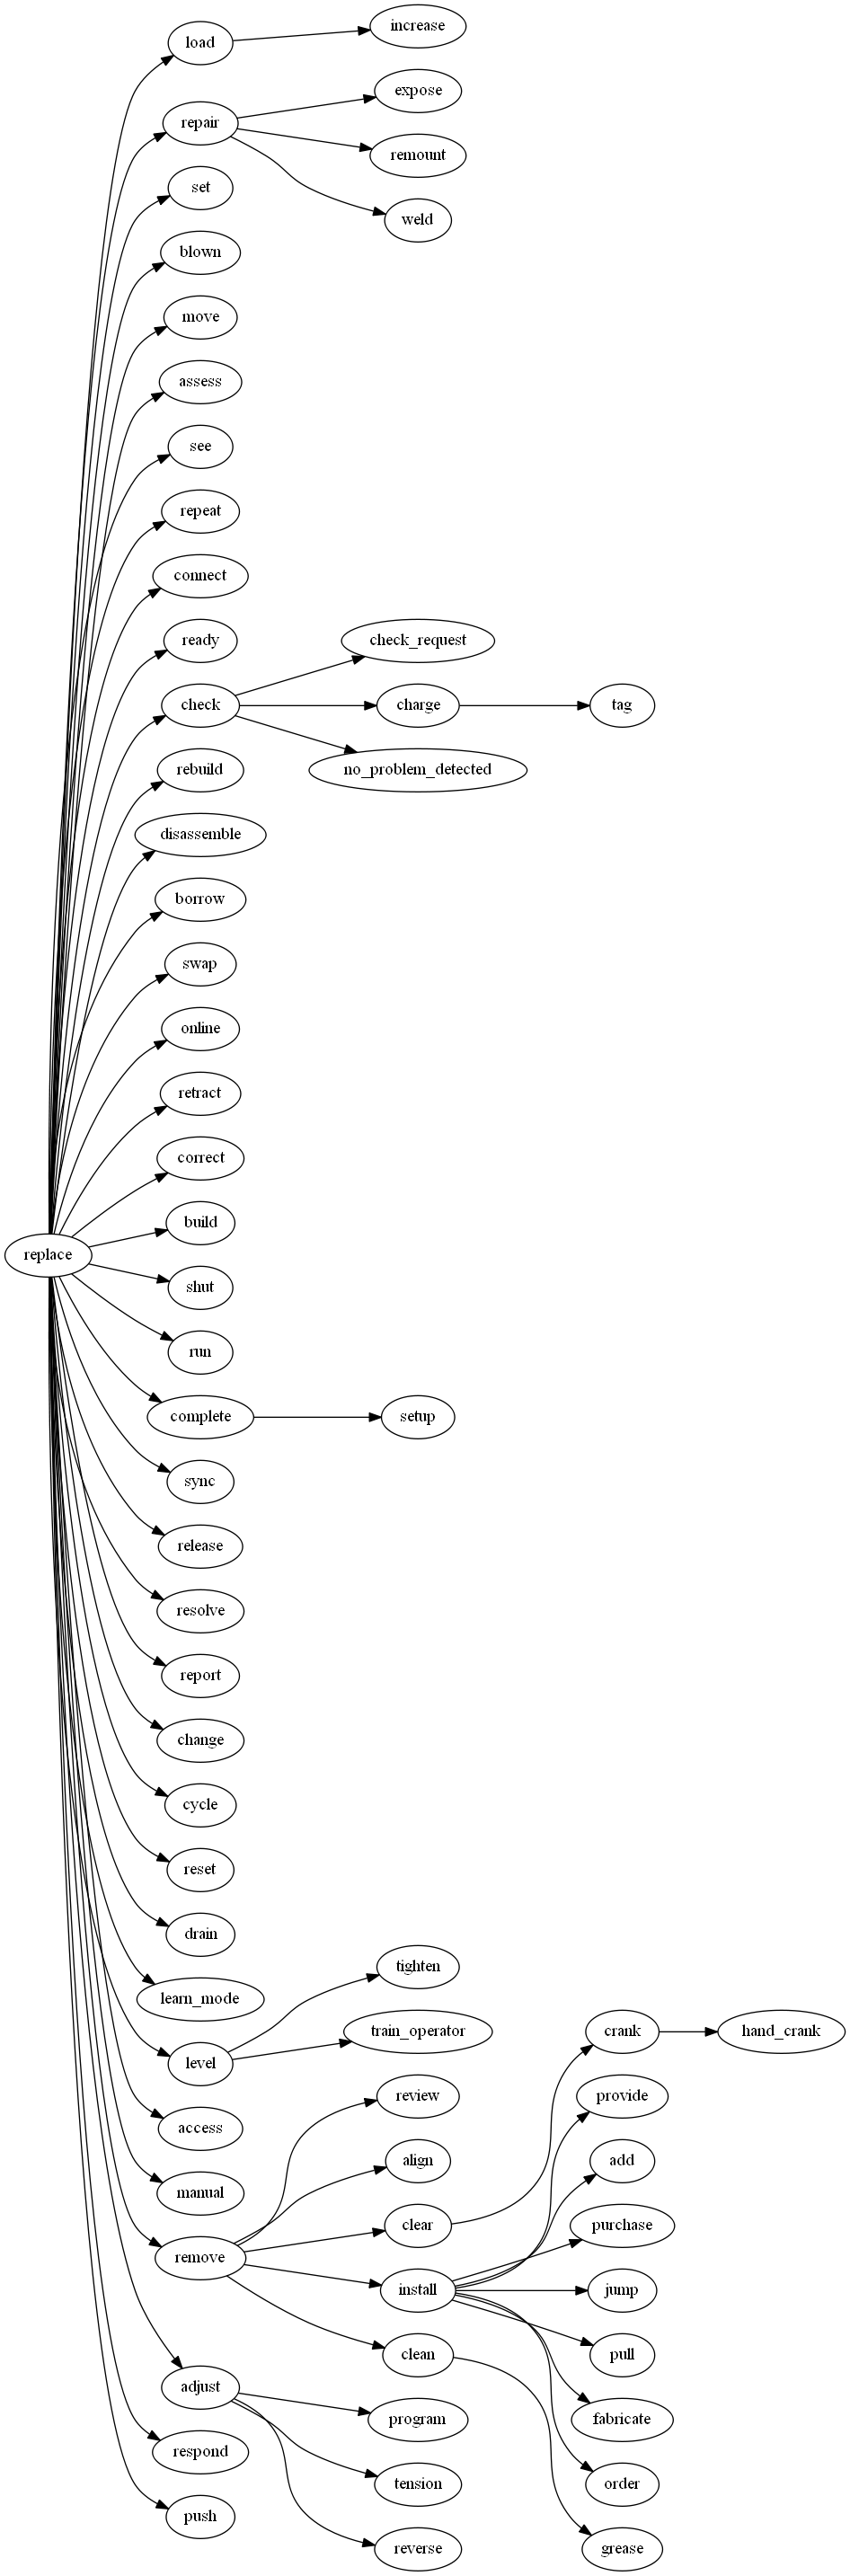 increase
load
expose
repair
remount
set
weld
blown
move
assess
see
repeat
connect
ready
check_request
check
charge
tag
rebuild
no_problem_detected
disassemble
borrow
swap
online
retract
correct
build
replace
shut
run
complete
setup
sync
release
resolve
report
change
cycle
reset
drain
tighten
learn_mode
level
train_operator
crank
hand_crank
access
review
provide
manual
align
add
remove
clear
purchase
install
jump
adjust
clean
pull
respond
program
fabricate
push
tension
order
reverse
grease